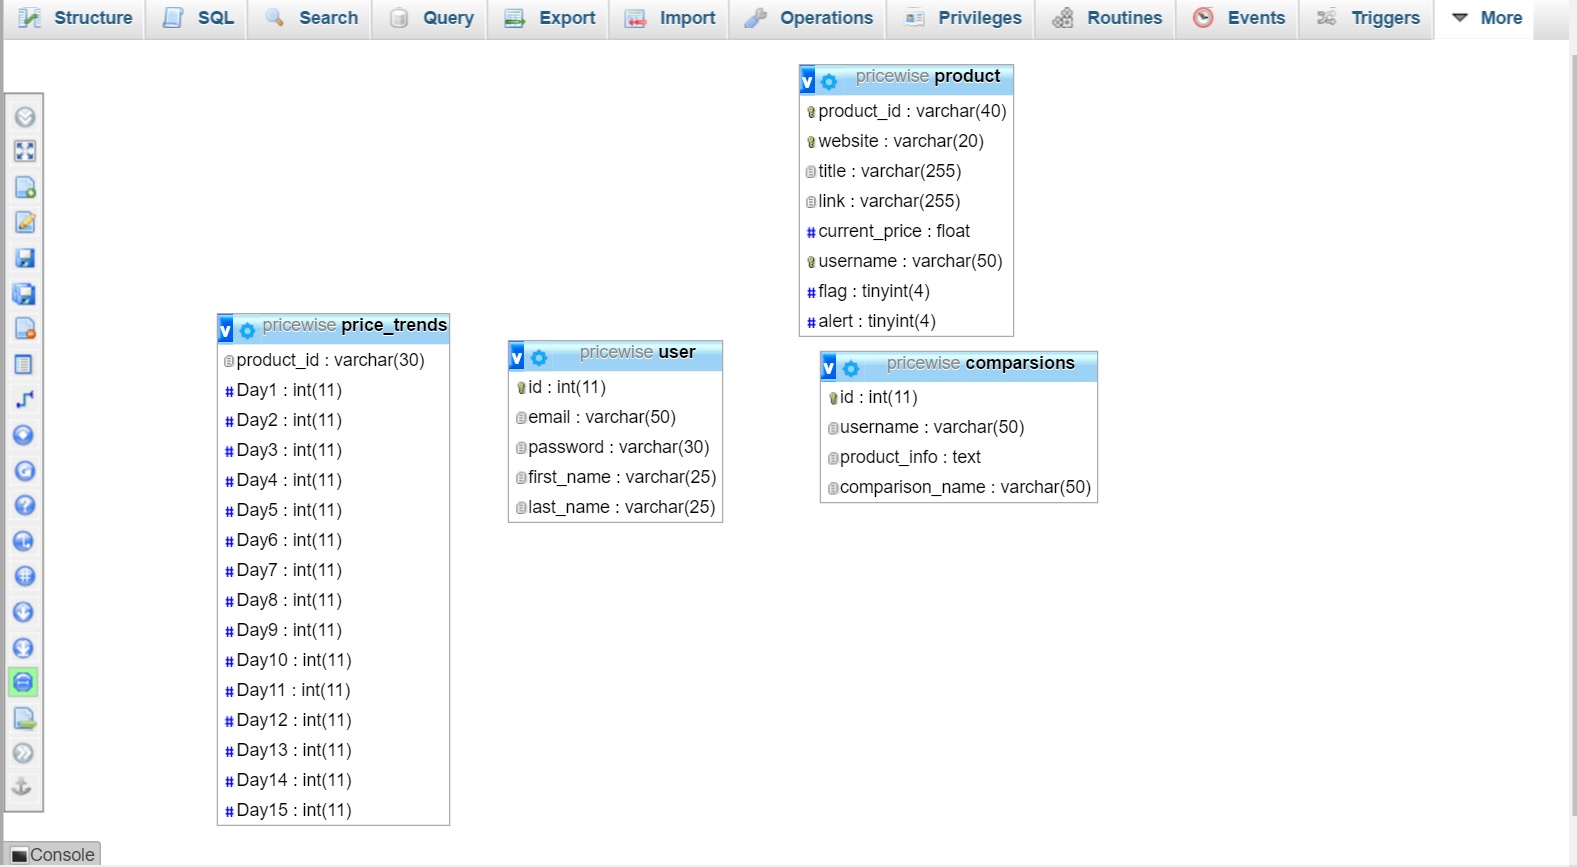 Structure SQL Search Query Export Import Operations Privileges Routines Events Triggers More
pricewise product
product_id : varchar(40)
website : varchar(20)
title : varchar(255)
link : varchar(255)
# current_price : float
username : varchar(50)
# flag : tinyint(4)
# alert : tinyint(4)
v pricewise price_trends
product_id : varchar(30)
# Day1 : int(11)
# Day2 : int(11)
# Day3 : int(11)
# Day4 : int(11)
# Day5 : int(11)
# Day6 : int(11)
# Day7 : int(11)
# Day8 : int(11)
# Day9 : int(11)
# Day10 : int(11)
# Day11 : int(11)
# Day12 : int(11)
# Day13 : int(11)
# Day14 : int(11)
# Day15 : int(11)
v pricewise user
id : int(11)
email : varchar(50)
password : varchar(30)
first_name : varchar(25)
last_name : varchar(25)
v pricewise comparsions
id : int(11)
username : varchar(50)
product_info : text
comparison_name : varchar(50)
Console